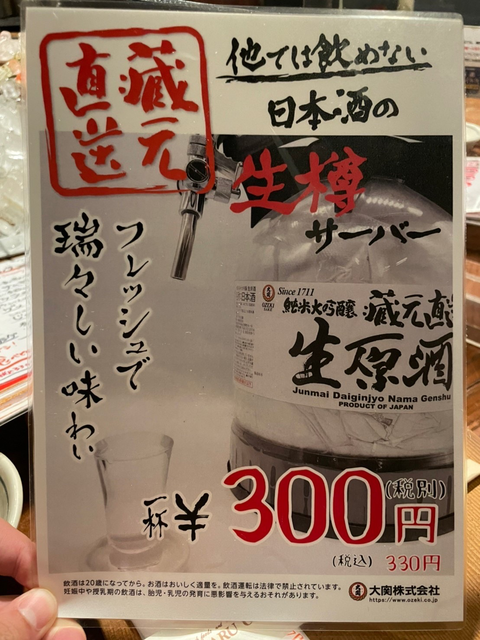 蔵元
直送
他では飲めない
日本酒の
生樽
サーバー
フレッシュで
瑞々しい味わい
Since 1711
純米大吟醸 蔵元直
生原酒
Junmai Daiginjyo Nama Genshu
PRODUCT OF JAPAN
日本酒
OZEKI
一杯
300円
(税別)
(税込) 330円
飲酒は20歳になってから。お酒はおいしく適量を。飲酒運転は法律で禁止されています。
妊娠中や授乳期の飲酒は、胎児・乳児の発育に悪影響を与えるおそれがあります。
大関株式会社
https://www.ozeki.co.jp